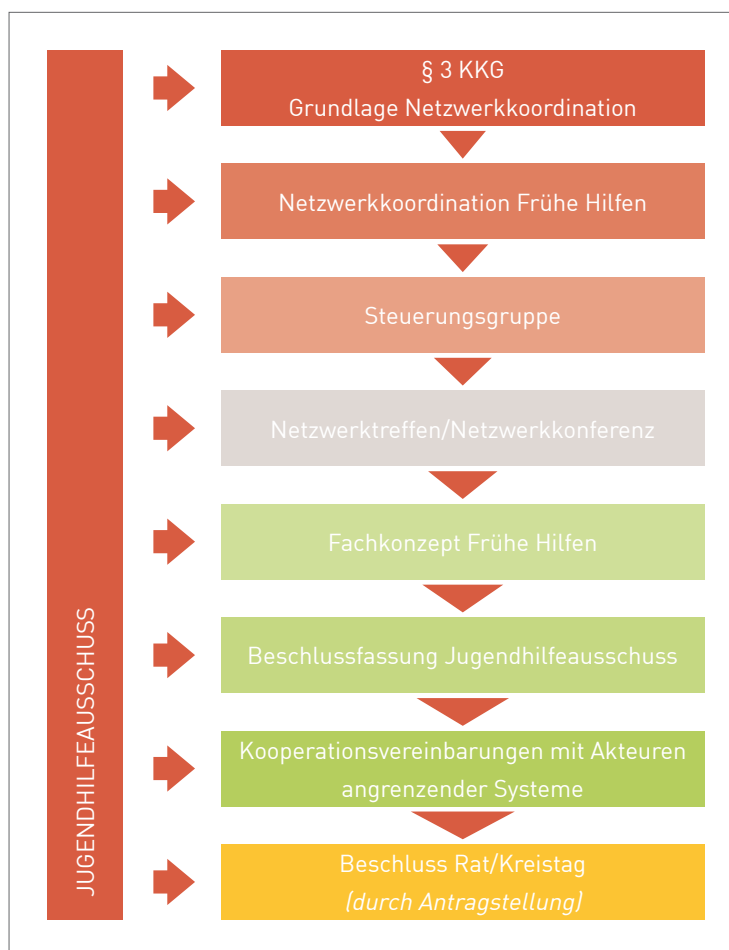 JUGENDHILFEAUSSCHUSS
§ 3 KKG
Grundlage Netzwerkkoordination
Netzwerkkoordination Frühe Hilfen
Steuerungsgruppe
Netzwerktreffen/Netzwerkkonferenz
Fachkonzept Frühe Hilfen
Beschlussfassung Jugendhilfeausschuss
Kooperationsvereinbarungen mit Akteuren
angrenzender Systeme
Beschluss Rat/Kreistag
(durch Antragstellung)